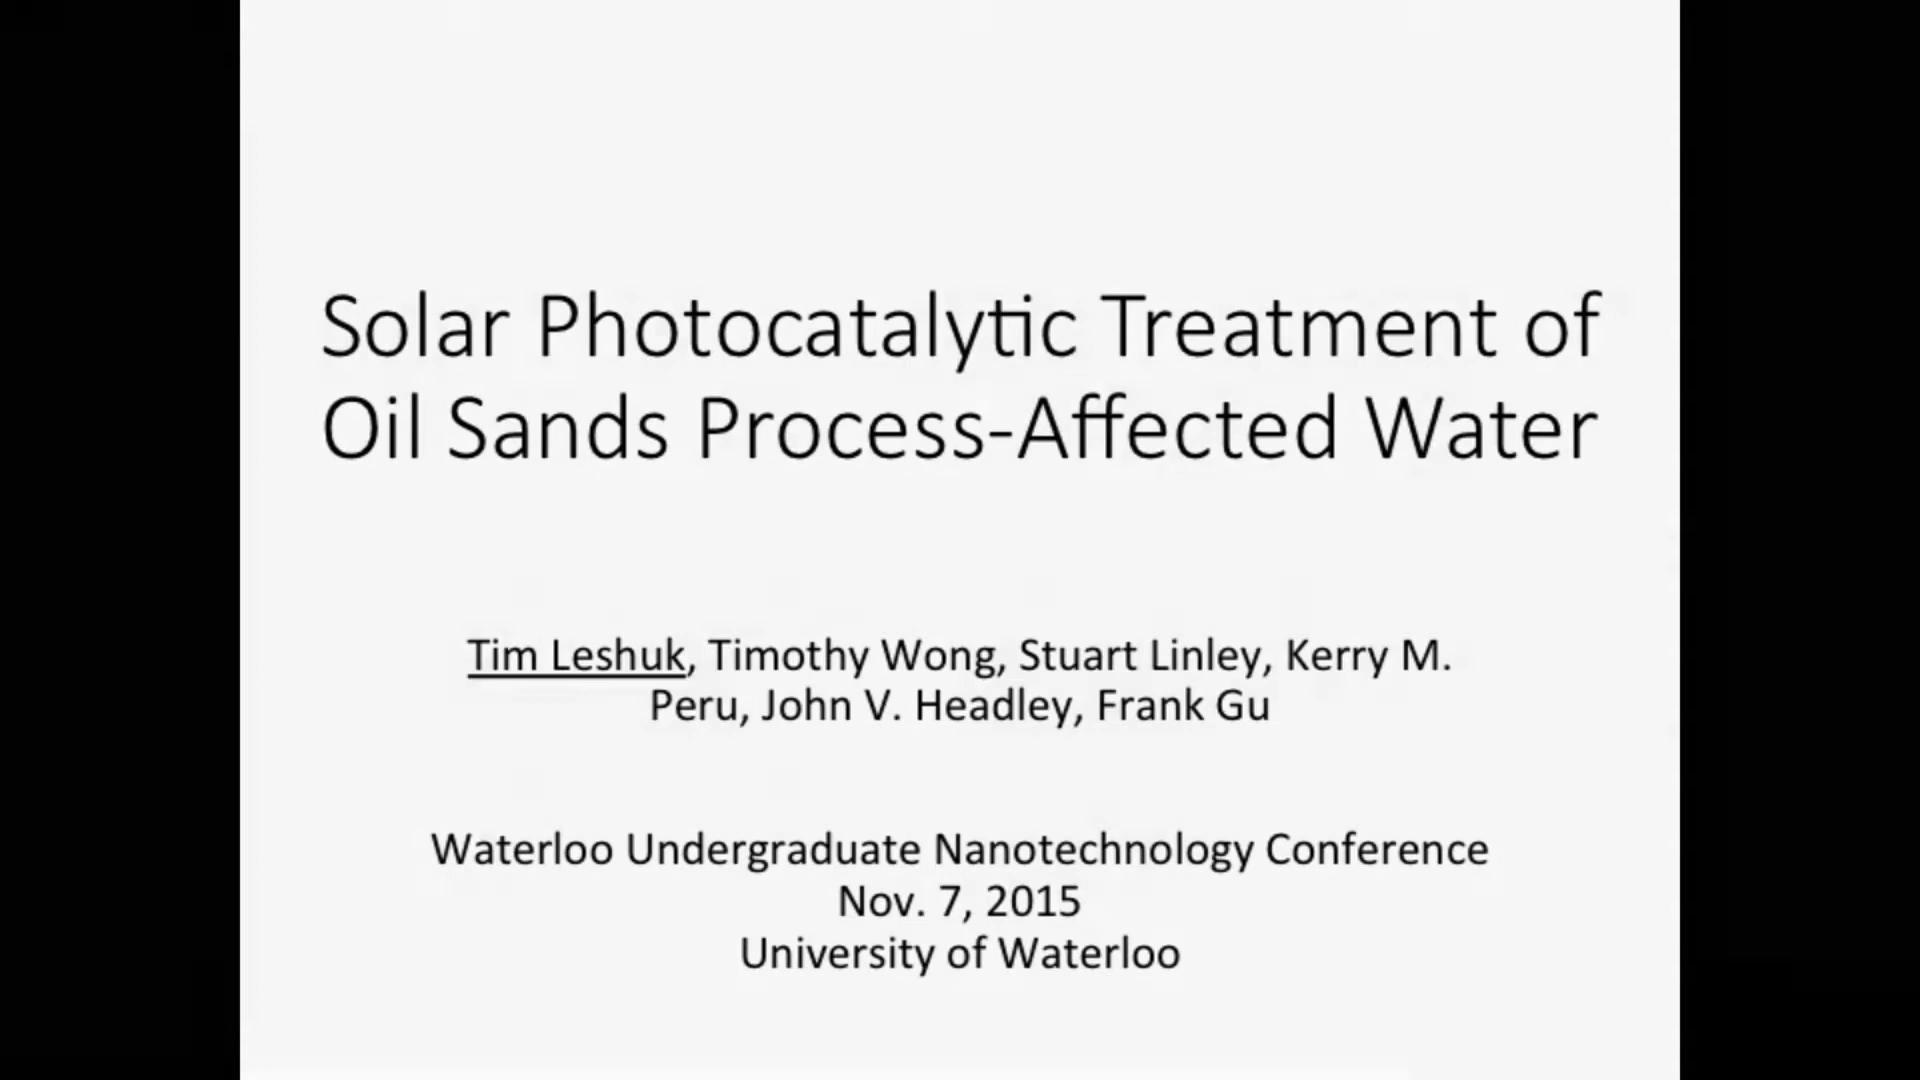 Solar Photocatalytic Treatment of
Oil Sands Process-Affected Water
Tim Leshuk, Timothy Wong, Stuart Linley, Kerry M.
Peru, John V. Headley, Frank Gu
Waterloo Undergraduate Nanotechnology Conference
Nov. 7, 2015
University of Waterloo